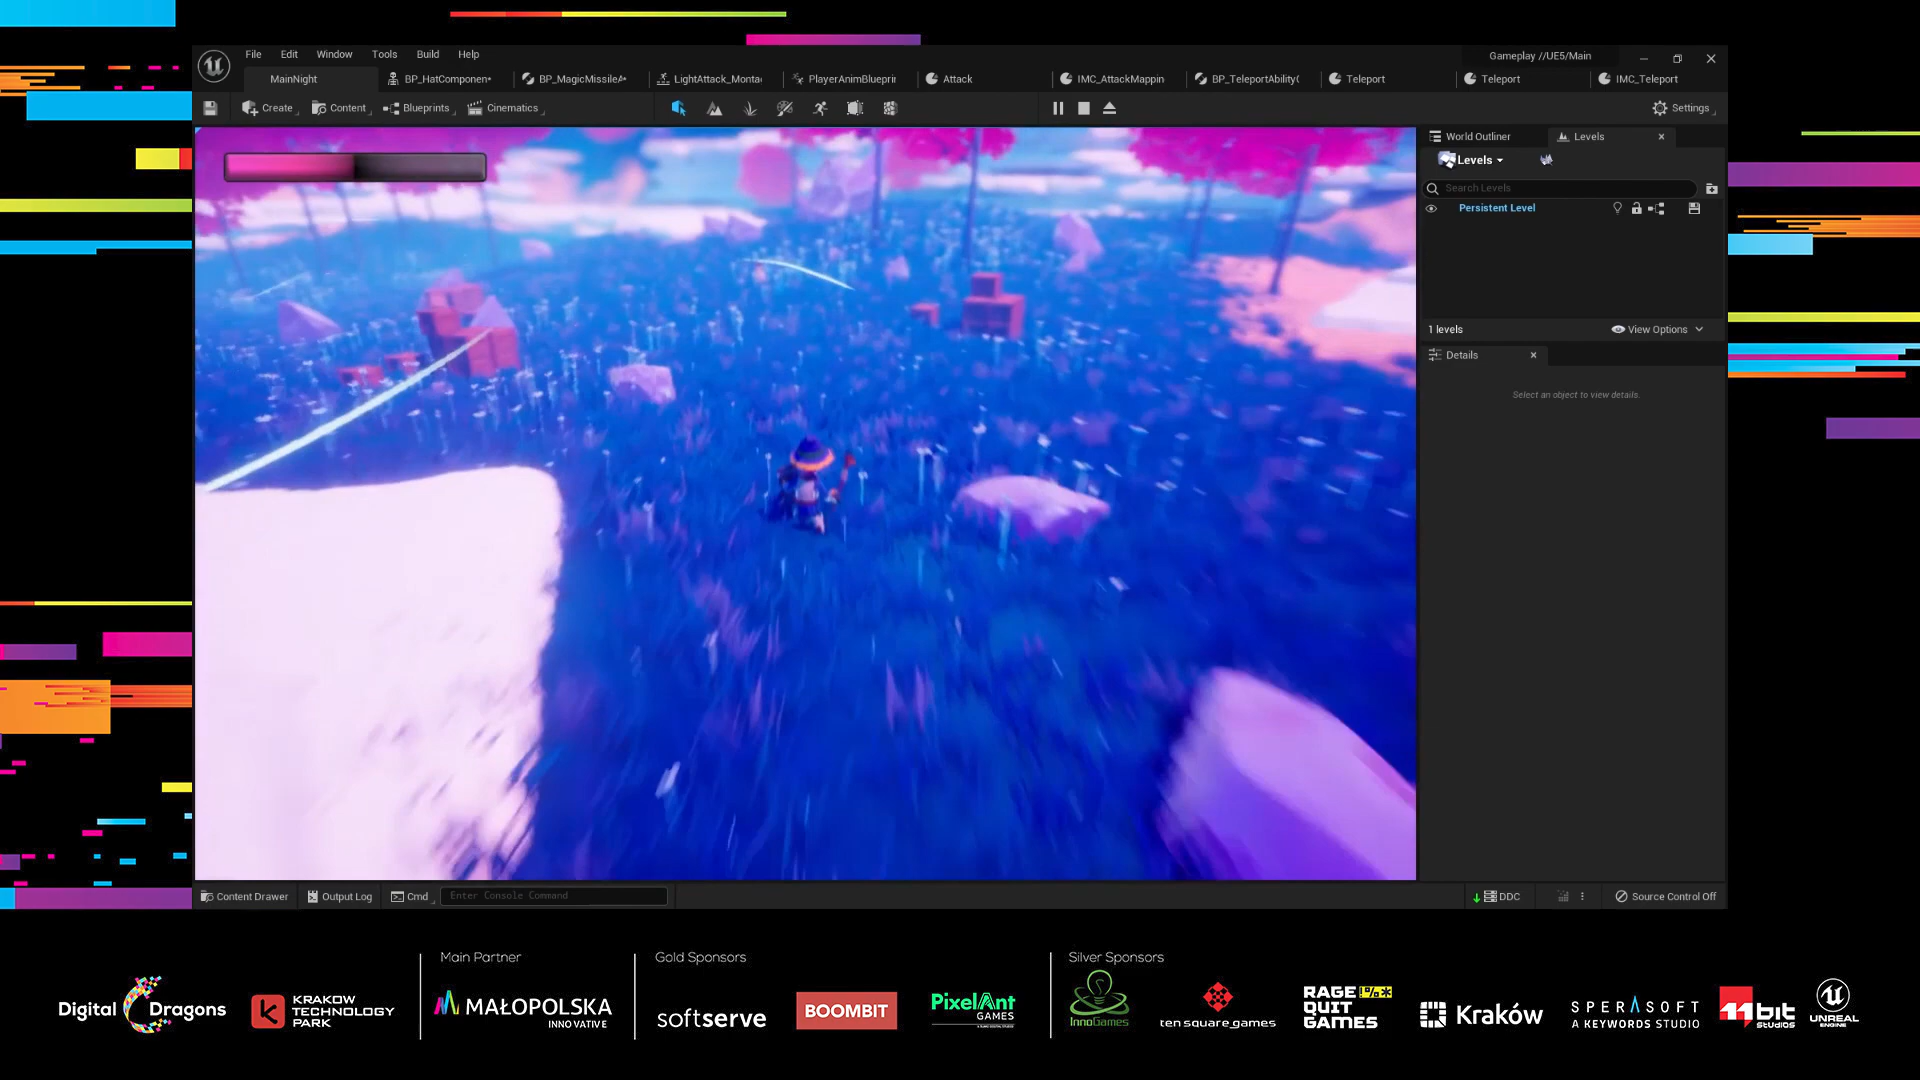 File Edit Window Tools Build Help
Gameplay //UE5/Main
MainNight BP_HatComponen* BP_MagicMissileA* LightAttack_Monta PlayerAnimBlueprir Attack IMC_AttackMappin BP_TeleportAbility( Teleport Teleport IMC_Teleport
Create Content Blueprints Cinematics Settings
World Outliner Levels
Levels
Search Levels
Persistent Level
1 levels View Options
Details
Select an object to view details.
Content Drawer Output Log Cmd Enter Console Command DDC Source Control Off
Main Partner Gold Sponsors Silver Sponsors
Digital Dragons
KRAKOW
TECHNOLOGY
PARK
MAŁOPOLSKA
INNOVATIVE
softserve
BOOMBIT
PixelAnt
GAMES
InnoGames
ten square games
RAGE !%*
QUIT
GAMES
Kraków
SPERASOFT
A KEYWORDS STUDIO
11bit
STUDIOS
UNREAL
ENGINE